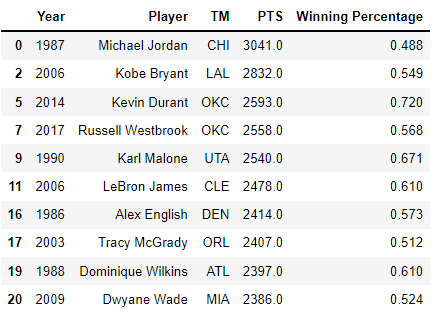 Year Player TM PTS Winning Percentage
0 1987 Michael Jordan CHI 3041.0 0.488
2 2006 Kobe Bryant LAL 2832.0 0.549
5 2014 Kevin Durant OKC 2593.0 0.720
7 2017 Russell Westbrook OKC 2558.0 0.568
9 1990 Karl Malone UTA 2540.0 0.671
11 2006 LeBron James CLE 2478.0 0.610
16 1986 Alex English DEN 2414.0 0.573
17 2003 Tracy McGrady ORL 2407.0 0.512
19 1988 Dominique Wilkins ATL 2397.0 0.610
20 2009 Dwyane Wade MIA 2386.0 0.524